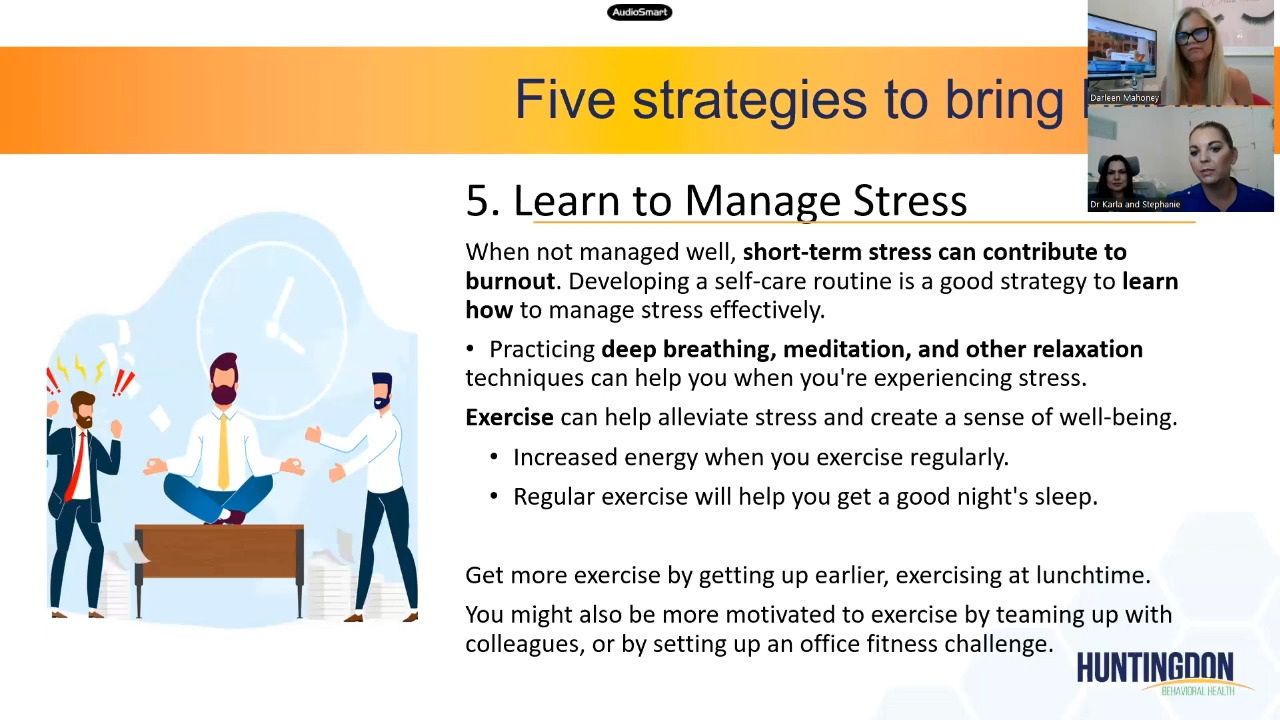 AudioSmart
Five strategies to bring
Darleen Mahoney
Dr Karla and Stephanie
5. Learn to Manage Stress
When not managed well, short-term stress can contribute to
burnout. Developing a self-care routine is a good strategy to learn
how to manage stress effectively.
• Practicing deep breathing, meditation, and other relaxation
techniques can help you when you're experiencing stress.
Exercise can help alleviate stress and create a sense of well-being.
• Increased energy when you exercise regularly.
• Regular exercise will help you get a good night's sleep.
Get more exercise by getting up earlier, exercising at lunchtime.
You might also be more motivated to exercise by teaming up with
colleagues, or by setting up an office fitness challenge.
HUNTINGDON
BEHAVIORAL HEALTH